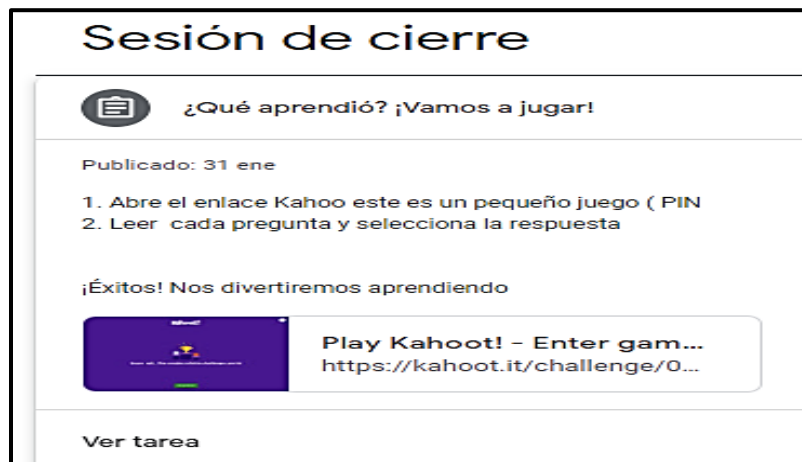 Sesión de cierre
¿Qué aprendió? ¡Vamos a jugar!
Publicado: 31 ene
1. Abre el enlace Kahoo este es un pequeño juego ( PIN
2. Leer cada pregunta y selecciona la respuesta
¡Éxitos! Nos divertiremos aprendiendo
Kahoot!
Play Kahoot! - Enter gam...
https://kahoot.it/challenge/0...
Ver tarea